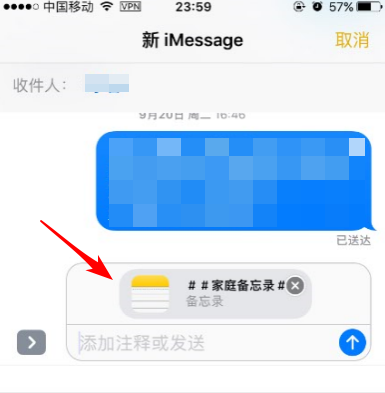 中国移动 VPN 23:59 57%
新 iMessage 取消
收件人：
9月20日 周二 16:46
已送达
# #家庭备忘录#
备忘录
添加注释或发送